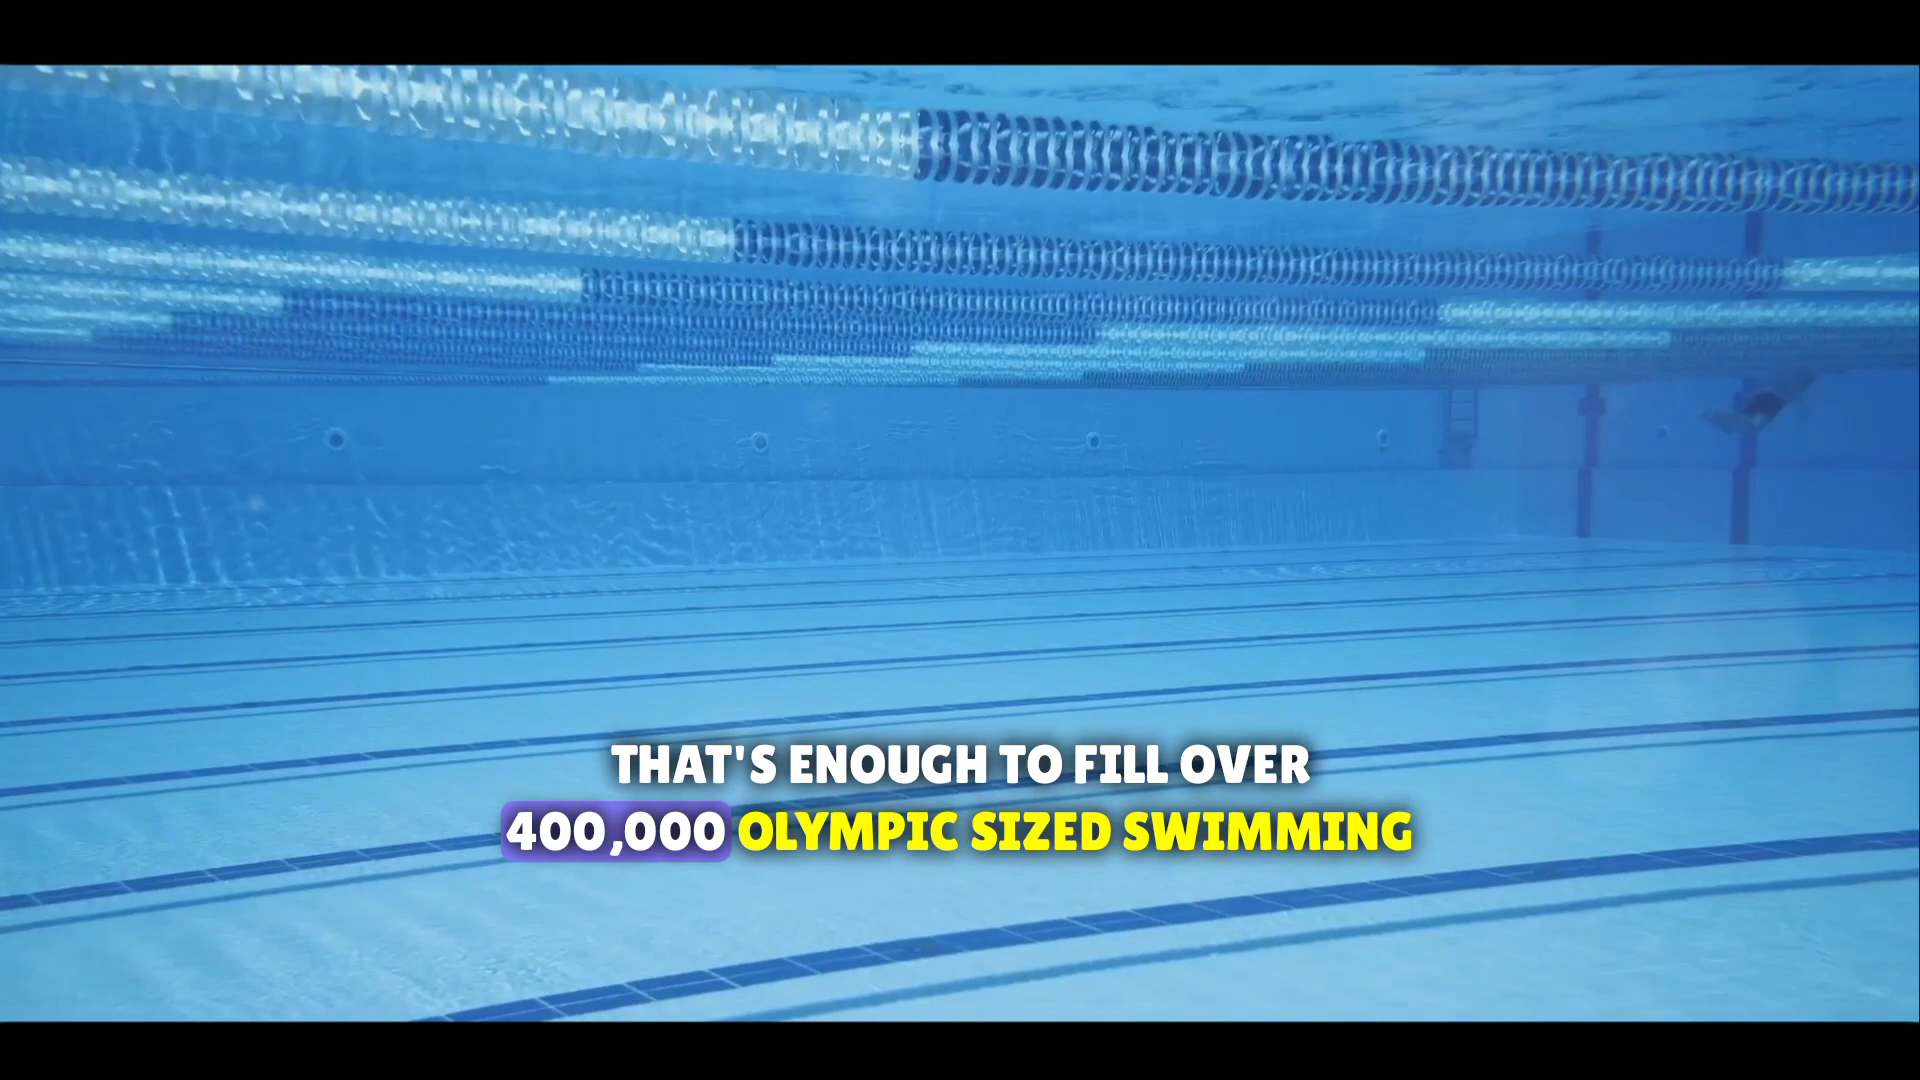 THAT'S ENOUGH TO FILL OVER
400,000 OLYMPIC SIZED SWIMMING